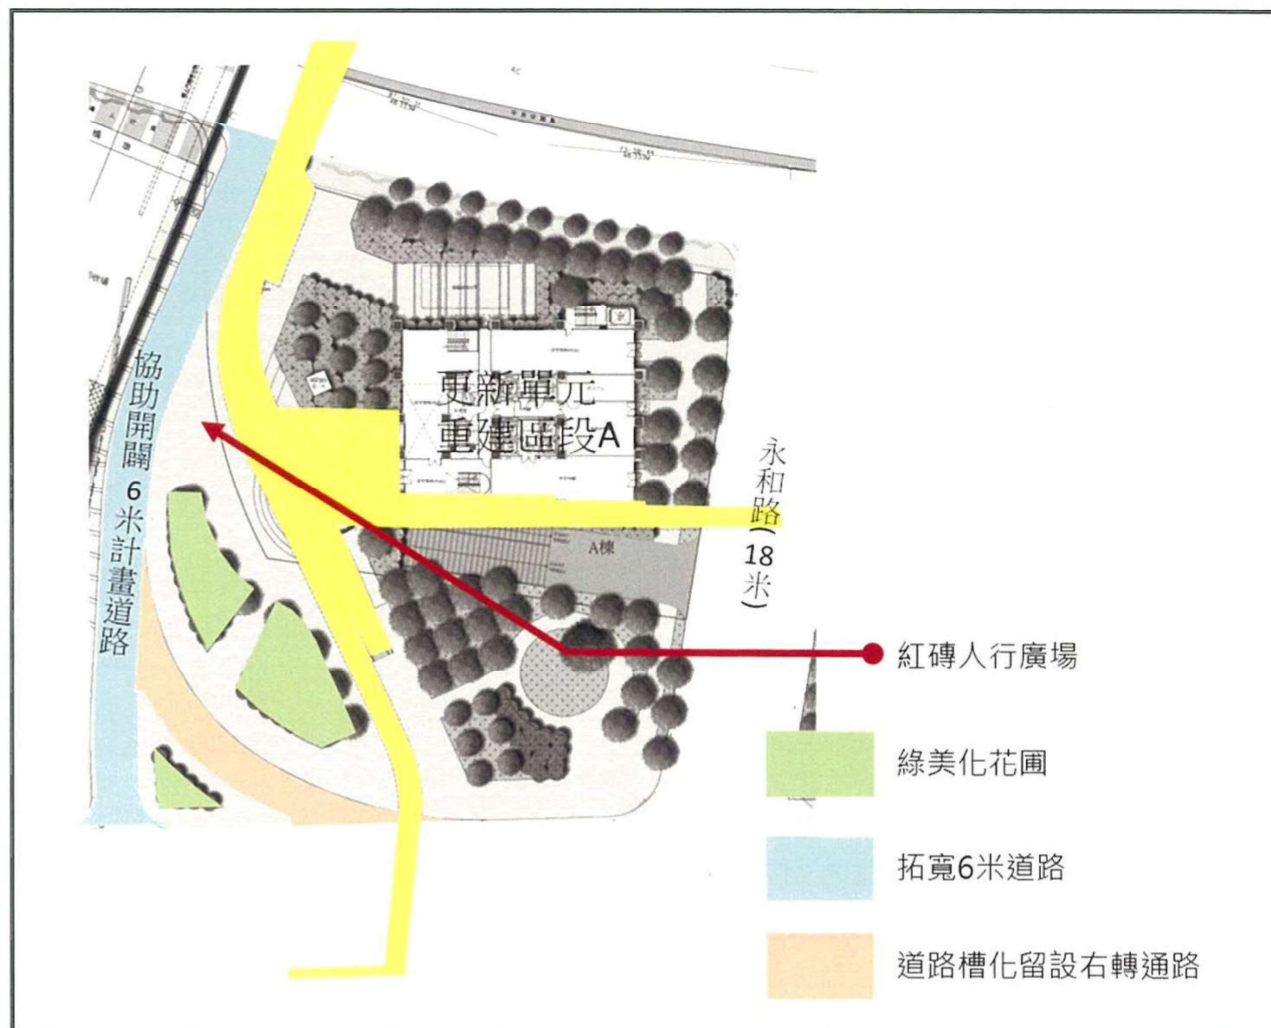 更新單元
重建區段A
協助開闢6米計畫道路
永和路(18米)
A棟
紅磚人行廣場
綠美化花圃
拓寬6米道路
道路槽化留設右轉通路